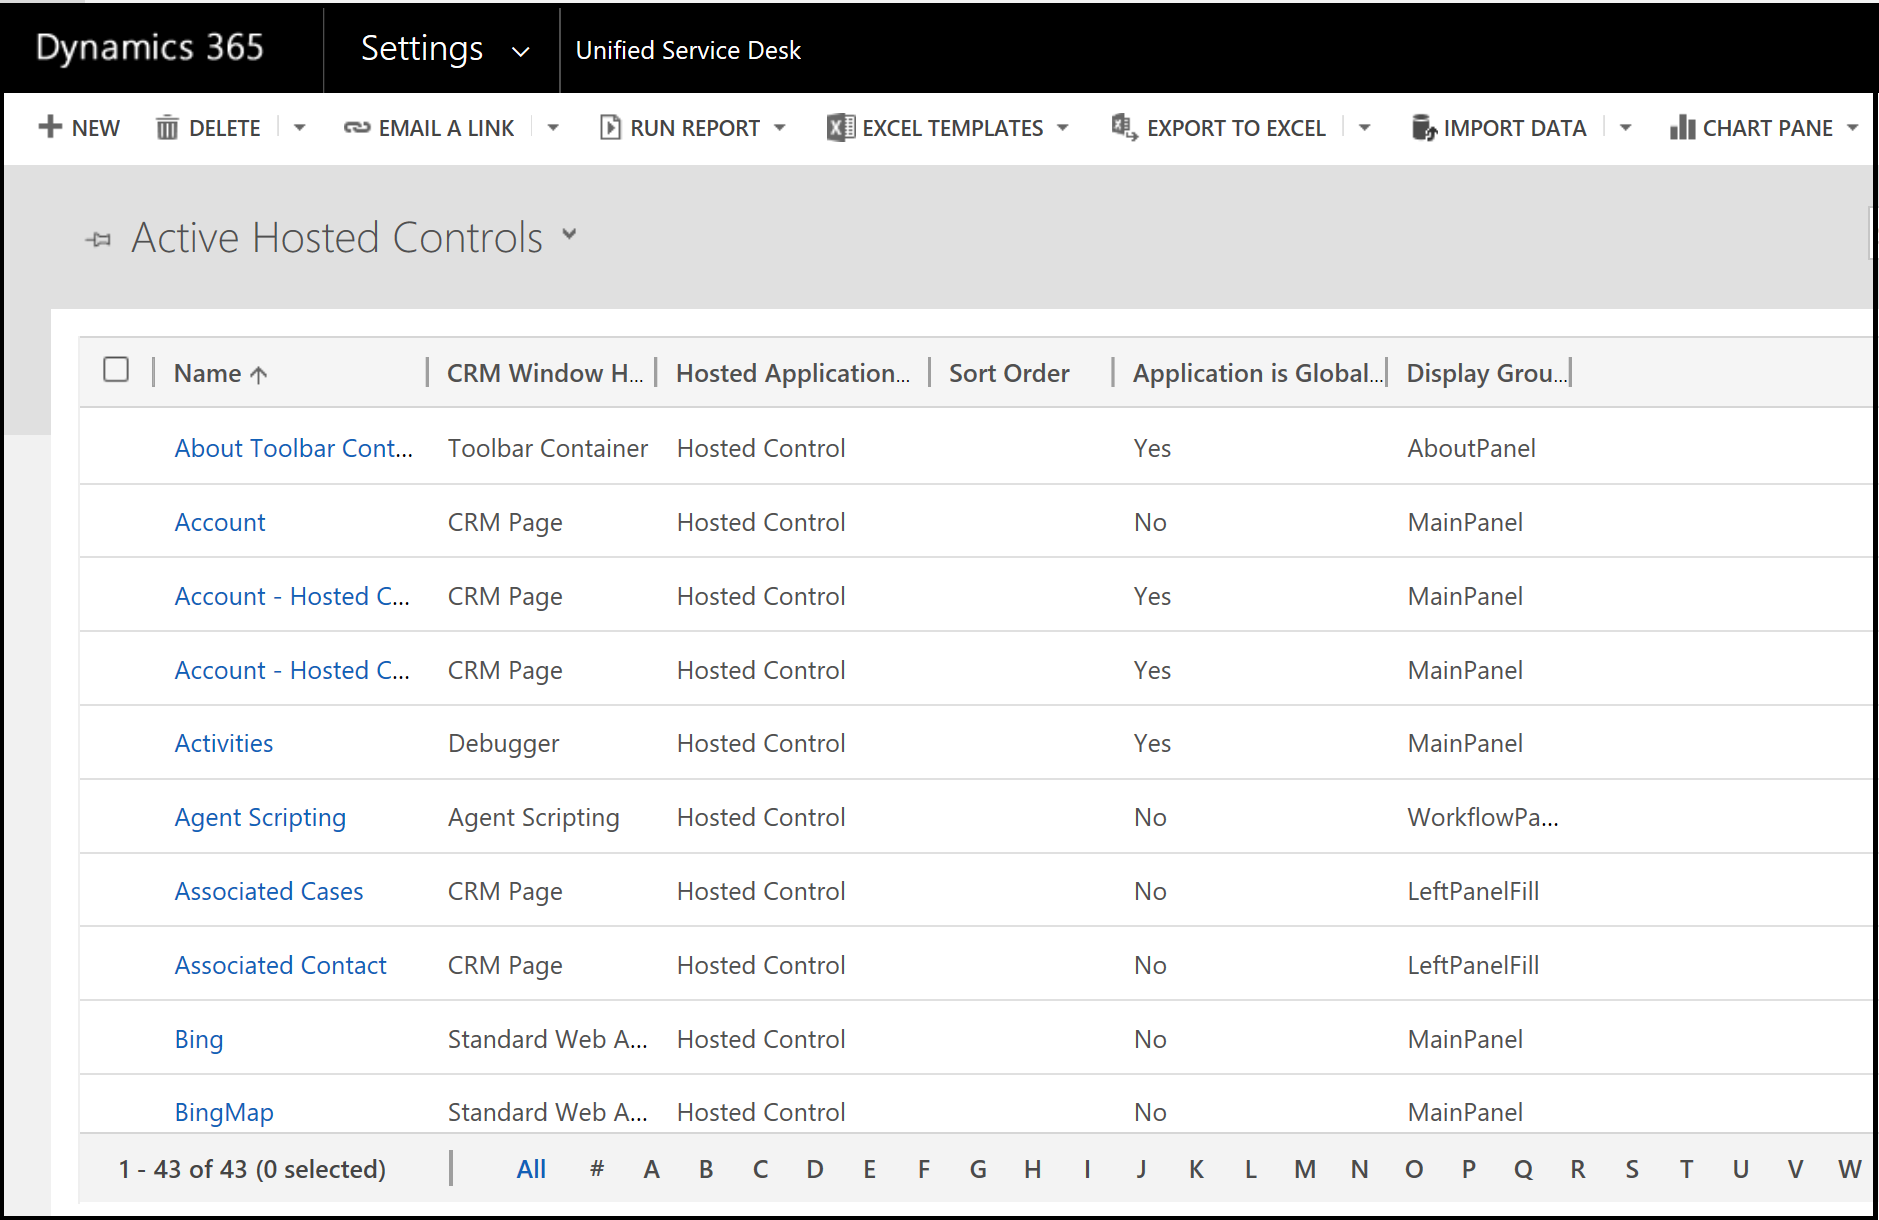 Dynamics 365 Settings Unified Service Desk
NEW DELETE EMAIL A LINK RUN REPORT EXCEL TEMPLATES EXPORT TO EXCEL IMPORT DATA CHART PANE
Active Hosted Controls
Name CRM Window H... Hosted Application... Sort Order Application is Global... Display Grou...
About Toolbar Cont... Toolbar Container Hosted Control Yes AboutPanel
Account CRM Page Hosted Control No MainPanel
Account - Hosted C... CRM Page Hosted Control Yes MainPanel
Account - Hosted C... CRM Page Hosted Control Yes MainPanel
Activities Debugger Hosted Control Yes MainPanel
Agent Scripting Agent Scripting Hosted Control No WorkflowPa...
Associated Cases CRM Page Hosted Control No LeftPanelFill
Associated Contact CRM Page Hosted Control No LeftPanelFill
Bing Standard Web A... Hosted Control No MainPanel
BingMap Standard Web A... Hosted Control No MainPanel
1 - 43 of 43 (0 selected) All # A B C D E F G H I J K L M N O P Q R S T U V W